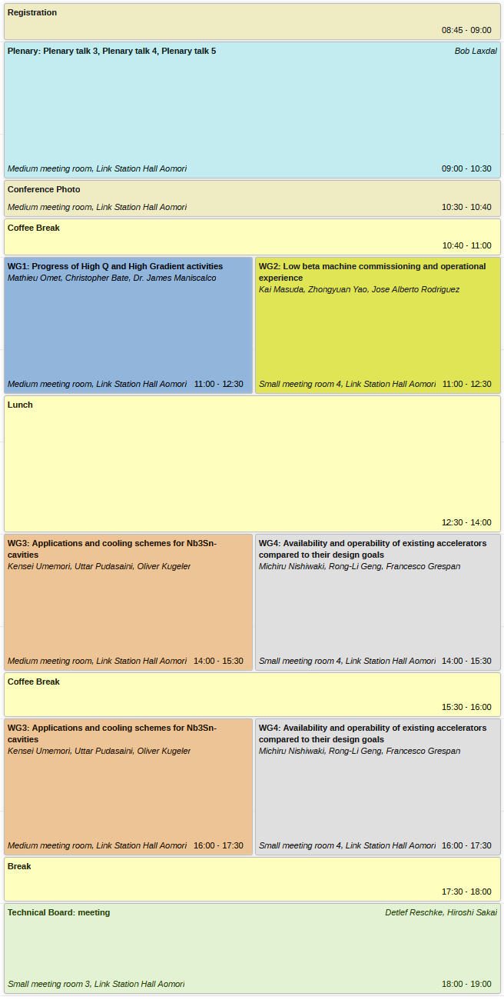 Registration
08:45 - 09:00
Plenary: Plenary talk 3, Plenary talk 4, Plenary talk 5
Bob Laxdal
Medium meeting room, Link Station Hall Aomori
09:00 - 10:30
Conference Photo
Medium meeting room, Link Station Hall Aomori
10:30 - 10:40
Coffee Break
10:40 - 11:00
WG1: Progress of High Q and High Gradient activities
Mathieu Omet, Christopher Bate, Dr. James Maniscalco
Medium meeting room, Link Station Hall Aomori
11:00 - 12:30
WG2: Low beta machine commissioning and operational
experience
Kai Masuda, Zhongyuan Yao, Jose Alberto Rodriguez
Small meeting room 4, Link Station Hall Aomori
11:00 - 12:30
Lunch
12:30 - 14:00
WG3: Applications and cooling schemes for Nb3Sn-
cavities
Kensei Umemori, Uttar Pudasaini, Oliver Kugeler
Medium meeting room, Link Station Hall Aomori
14:00 - 15:30
WG4: Availability and operability of existing accelerators
compared to their design goals
Michiru Nishiwaki, Rong-Li Geng, Francesco Grespan
Small meeting room 4, Link Station Hall Aomori
14:00 - 15:30
Coffee Break
15:30 - 16:00
WG3: Applications and cooling schemes for Nb3Sn-
cavities
Kensei Umemori, Uttar Pudasaini, Oliver Kugeler
Medium meeting room, Link Station Hall Aomori
16:00 - 17:30
WG4: Availability and operability of existing accelerators
compared to their design goals
Michiru Nishiwaki, Rong-Li Geng, Francesco Grespan
Small meeting room 4, Link Station Hall Aomori
16:00 - 17:30
Break
17:30 - 18:00
Technical Board: meeting
Detlef Reschke, Hiroshi Sakai
Small meeting room 3, Link Station Hall Aomori
18:00 - 19:00